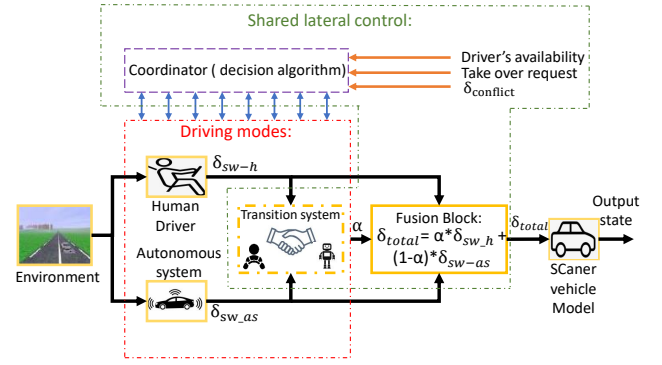 Shared lateral control:
Coordinator ( decision algorithm)
Driver's availability
Take over request
δconflict
Driving modes:
δsw−h
Human
Driver
Environment
Autonomous
system
δsw_as
Transition system
α
Fusion Block:
δtotal= α*δsw_h +
(1-α)*δsw−as
δtotal
SCaner
vehicle
Model
Output
state